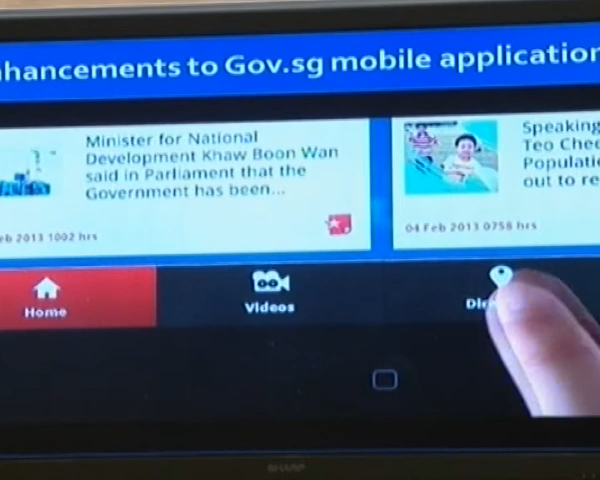 nhancements to Gov.sg mobile application
Minister for National
Development Khaw Boon Wan
said in Parliament that the
Government has been...
eb 2013 1002 hrs
Speaking
Teo Chee
Populatio
out to re
04 Feb 2013 0758 hrs
Home
Videos
SHARP